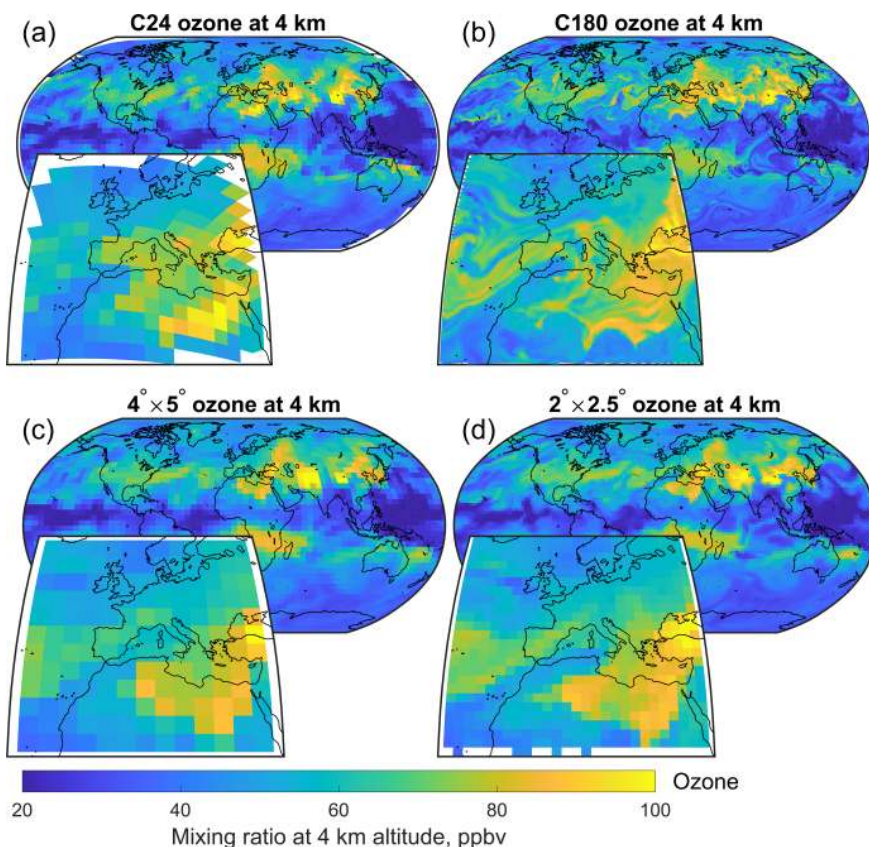 (a)
C24 ozone at 4 km
(b)
C180 ozone at 4 km
(c)
4°×5° ozone at 4 km
(d)
2°×2.5° ozone at 4 km
Ozone
20 40 60 80 100
Mixing ratio at 4 km altitude, ppbv